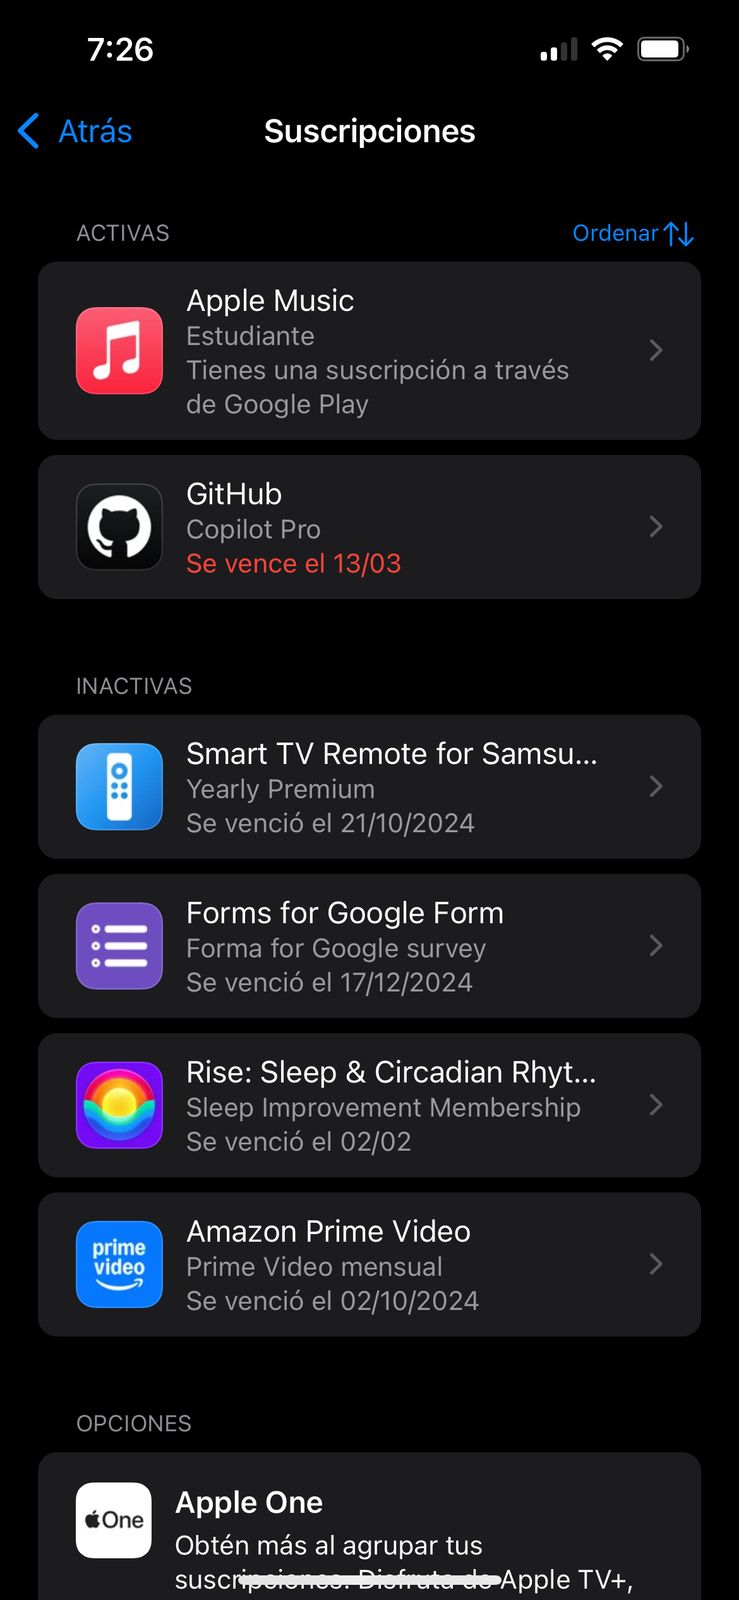 7:26
Atrás
Suscripciones
ACTIVAS
Ordenar
Apple Music
Estudiante
Tienes una suscripción a través
de Google Play
GitHub
Copilot Pro
Se vence el 13/03
INACTIVAS
Smart TV Remote for Samsu...
Yearly Premium
Se venció el 21/10/2024
Forms for Google Form
Forma for Google survey
Se venció el 17/12/2024
Rise: Sleep & Circadian Rhyt...
Sleep Improvement Membership
Se venció el 02/02
prime
video
Amazon Prime Video
Prime Video mensual
Se venció el 02/10/2024
OPCIONES
One
Apple One
Obtén más al agrupar tus
suscripciones. Disfruta de Apple TV+,